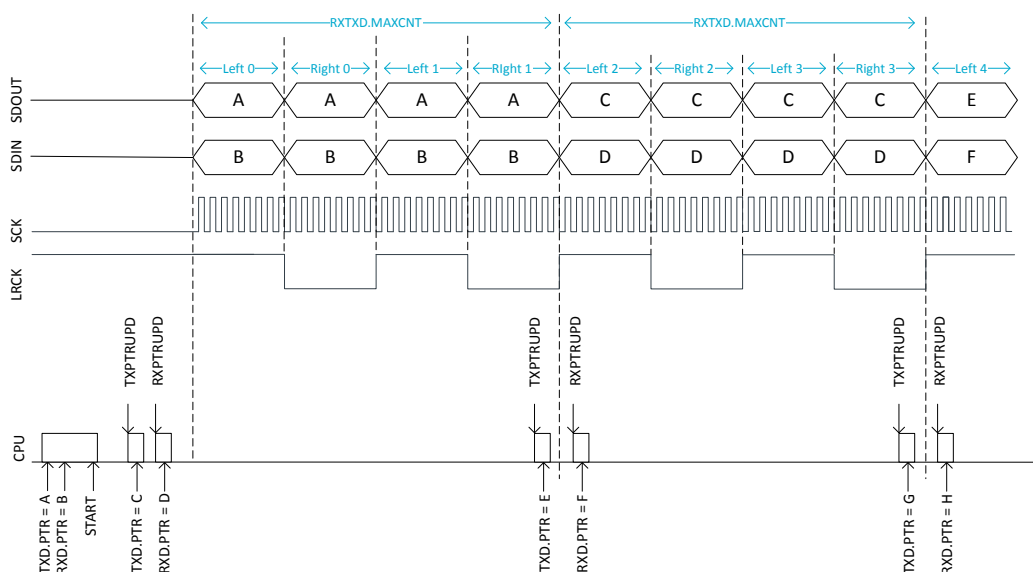 RXTXD.MAXCNT RXTXD.MAXCNT
Left 0 Right 0 Left 1 RIght 1 Left 2 Right 2 Left 3 Right 3 Left 4
SDOUT A A A A C C C C E
SDIN B B B B D D D D F
SCK
LRCK
TXPTRUPD RXPTRUPD TXPTRUPD RXPTRUPD TXPTRUPD RXPTRUPD
CPU
TXD.PTR = A RXD.PTR = B START TXD.PTR = C RXD.PTR = D TXD.PTR = E RXD.PTR = F TXD.PTR = G RXD.PTR = H